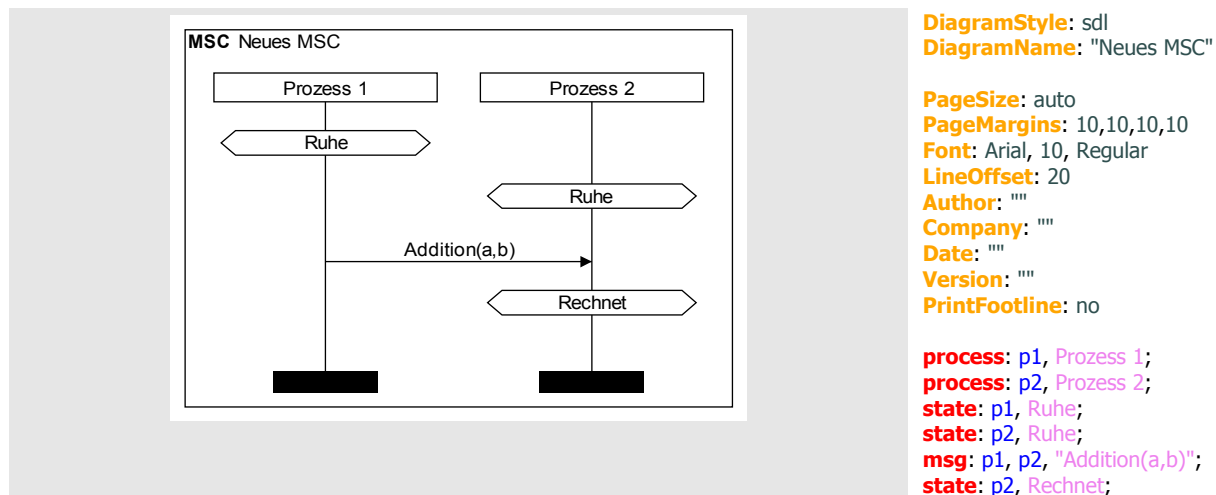 MSC Neues MSC
Prozess 1
Prozess 2
Ruhe
Ruhe
Addition(a,b)
Rechnet
DiagramStyle: sdl
DiagramName: "Neues MSC"
PageSize: auto
PageMargins: 10,10,10,10
Font: Arial, 10, Regular
LineOffset: 20
Author: ""
Company: ""
Date: ""
Version: ""
PrintFootline: no
process: p1, Prozess 1;
process: p2, Prozess 2;
state: p1, Ruhe;
state: p2, Ruhe;
msg: p1, p2, "Addition(a,b)";
state: p2, Rechnet;